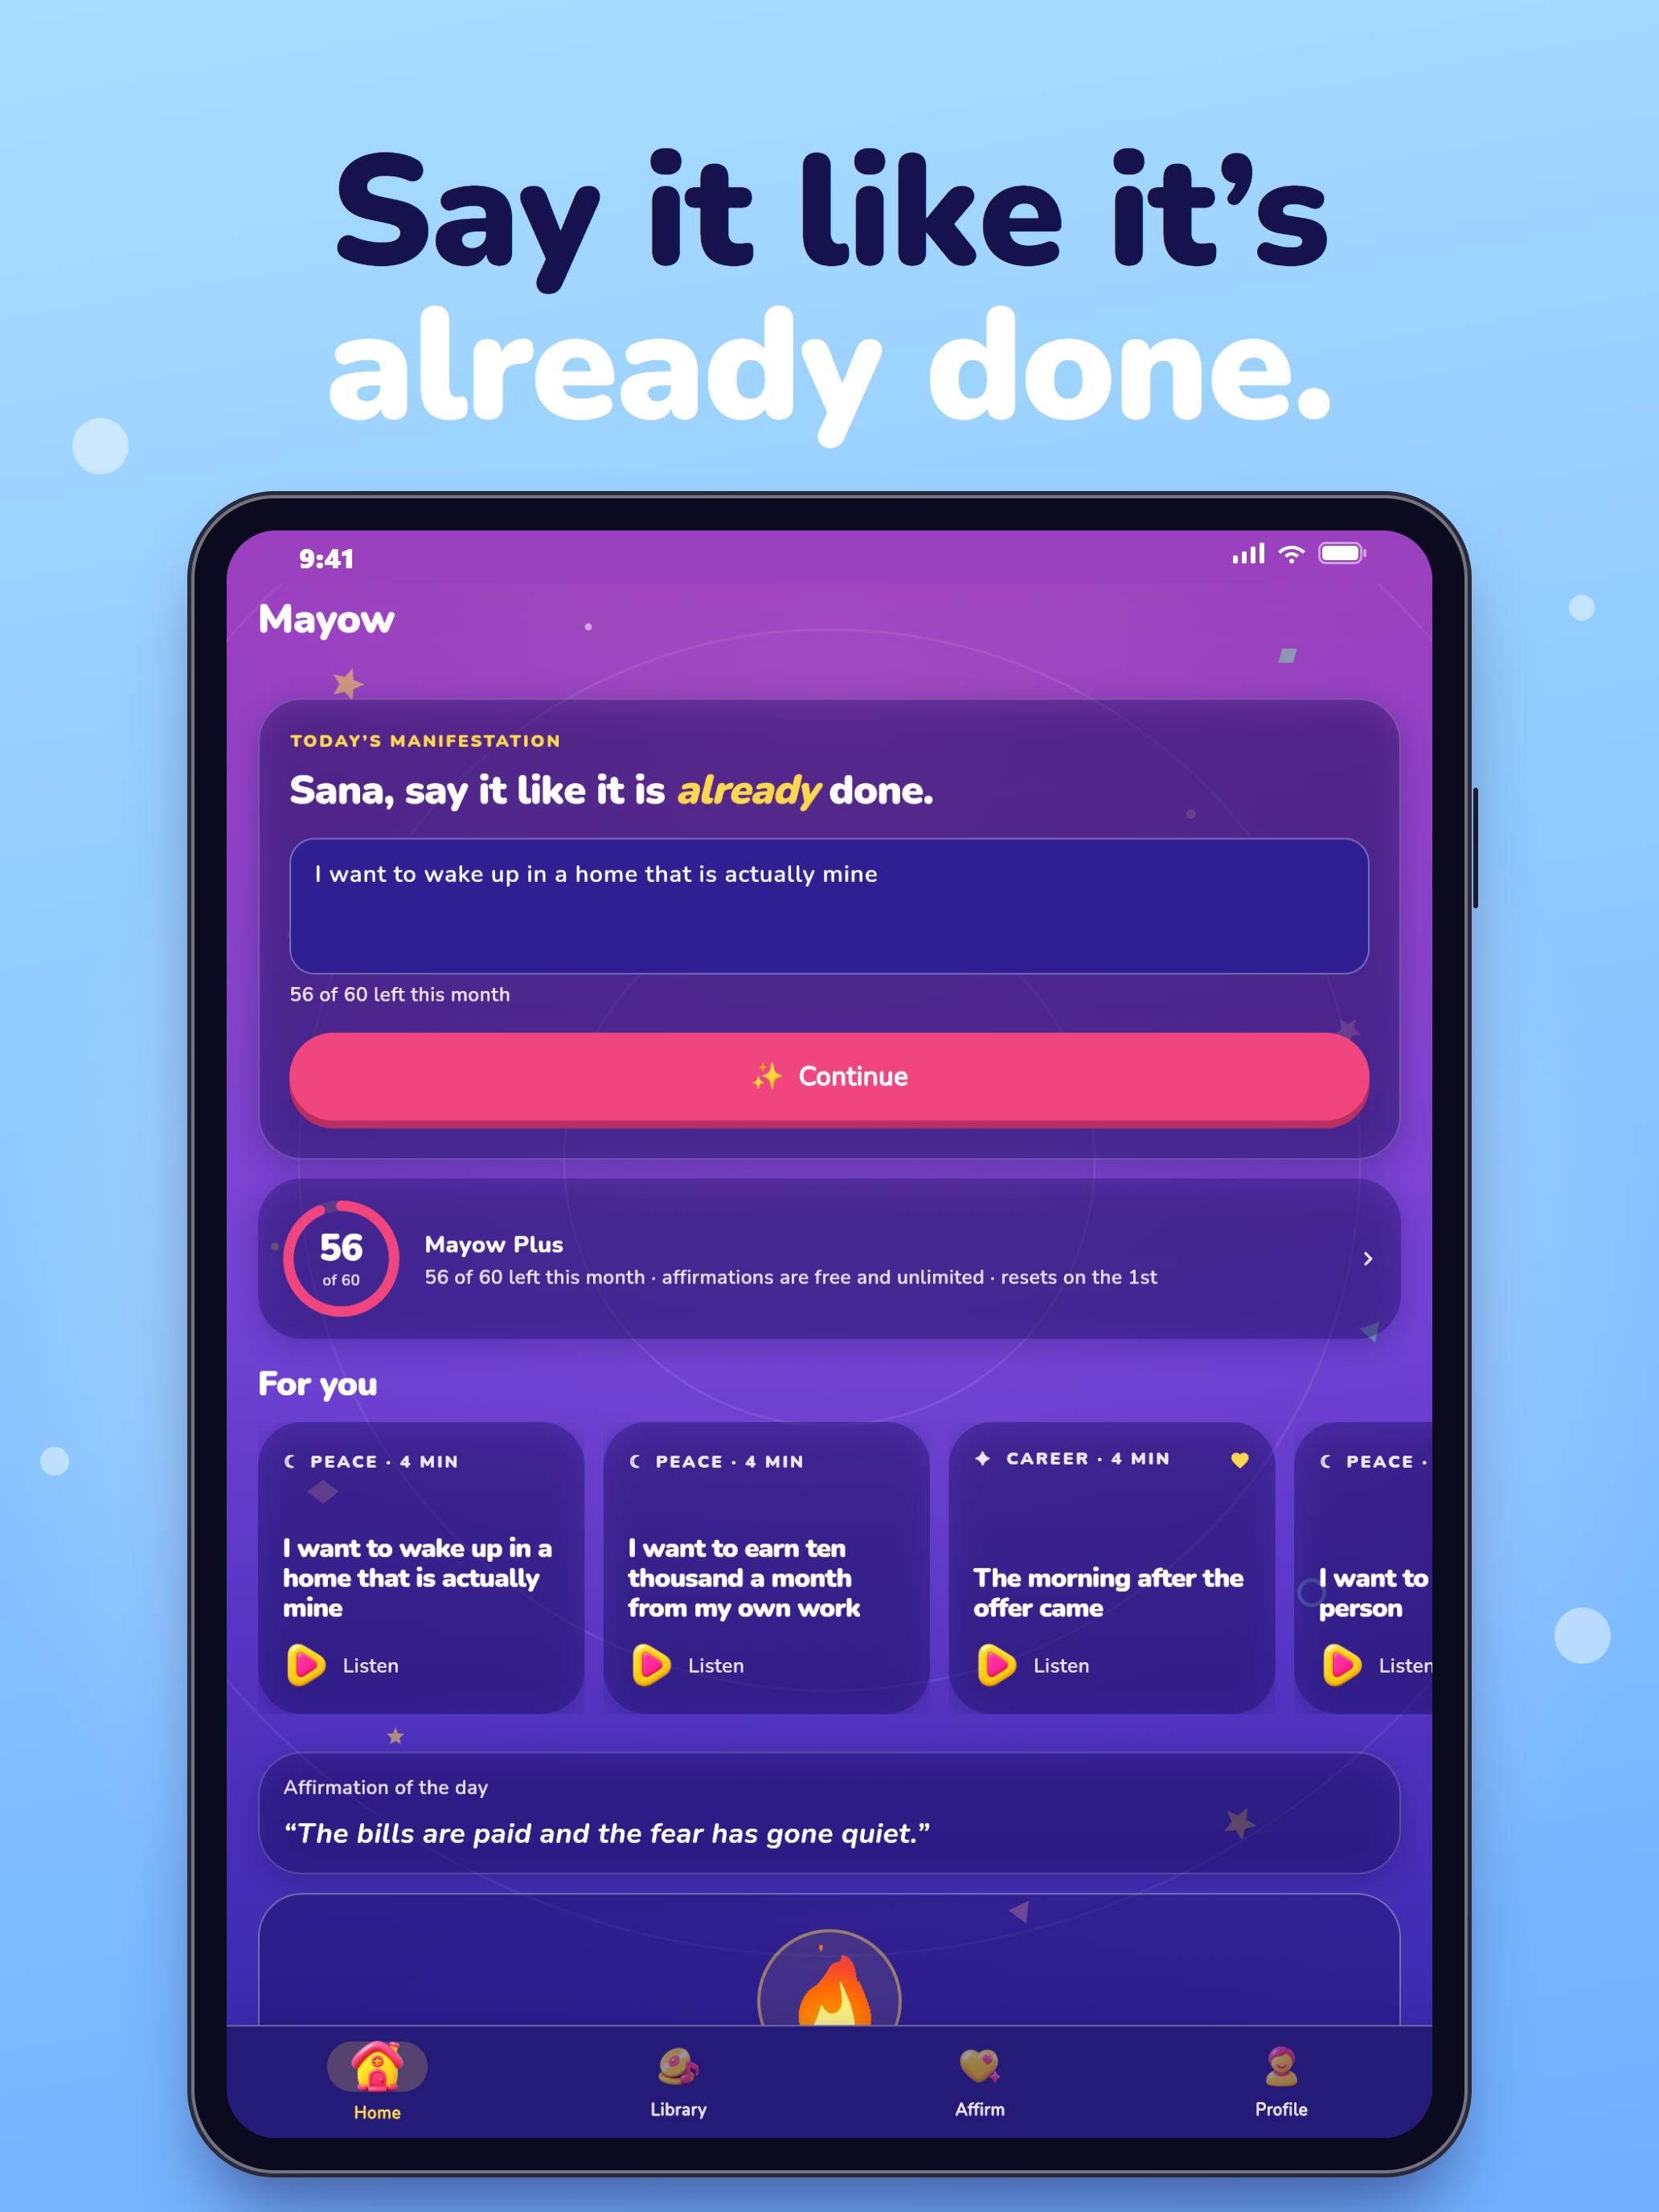 Say it like it’s
already done.
9:41
Mayow
TODAY’S MANIFESTATION
Sana, say it like it is already done.
I want to wake up in a home that is actually mine
56 of 60 left this month
✨ Continue
56
of 60
Mayow Plus
56 of 60 left this month · affirmations are free and unlimited · resets on the 1st
For you
PEACE · 4 MIN
I want to wake up in a
home that is actually
mine
Listen
PEACE · 4 MIN
I want to earn ten
thousand a month
from my own work
Listen
CAREER · 4 MIN
The morning after the
offer came
Listen
PEACE ·
I want to
person
Listen
Affirmation of the day
“The bills are paid and the fear has gone quiet.”
Home
Library
Affirm
Profile